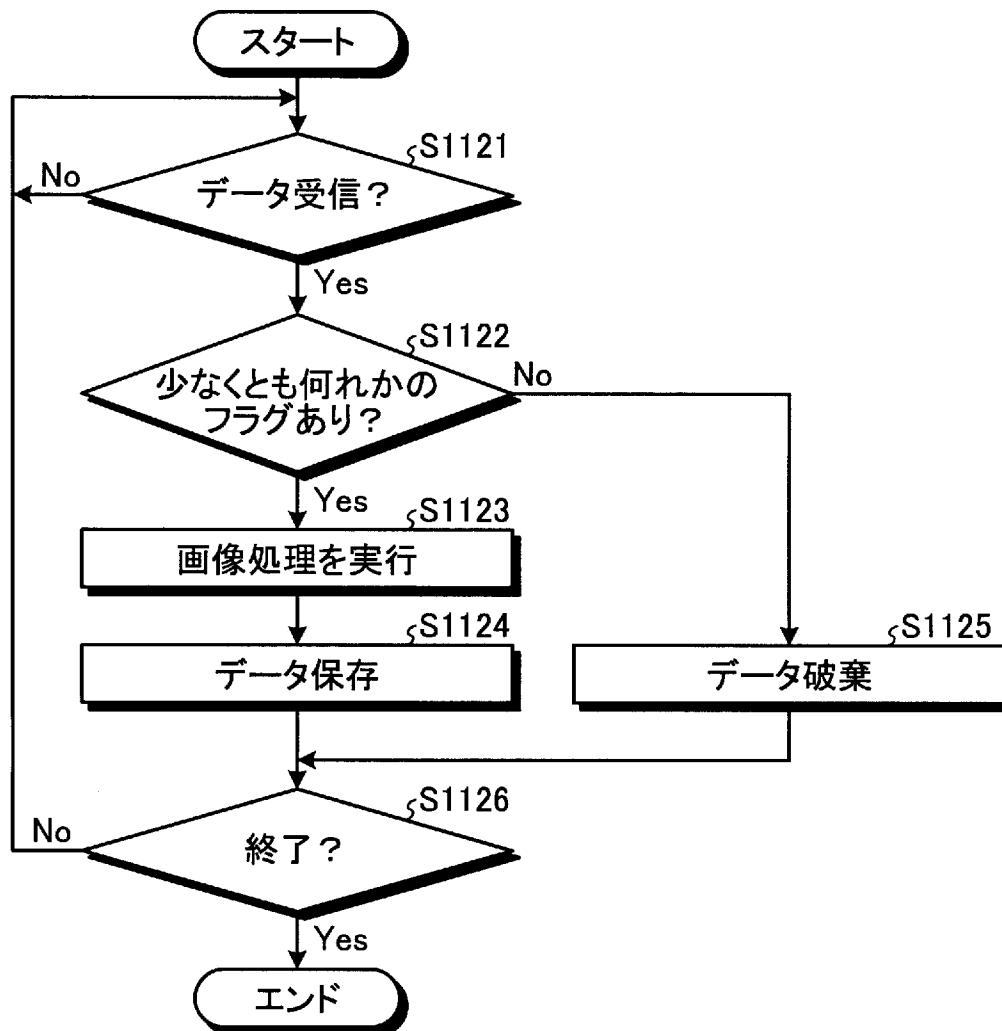 スタート
S1121
No
データ受信?
Yes
S1122
少なくとも何れかの
フラグあり?
No
Yes
S1123
画像処理を実行
S1124
データ保存
S1125
データ破棄
S1126
No
終了?
Yes
エンド